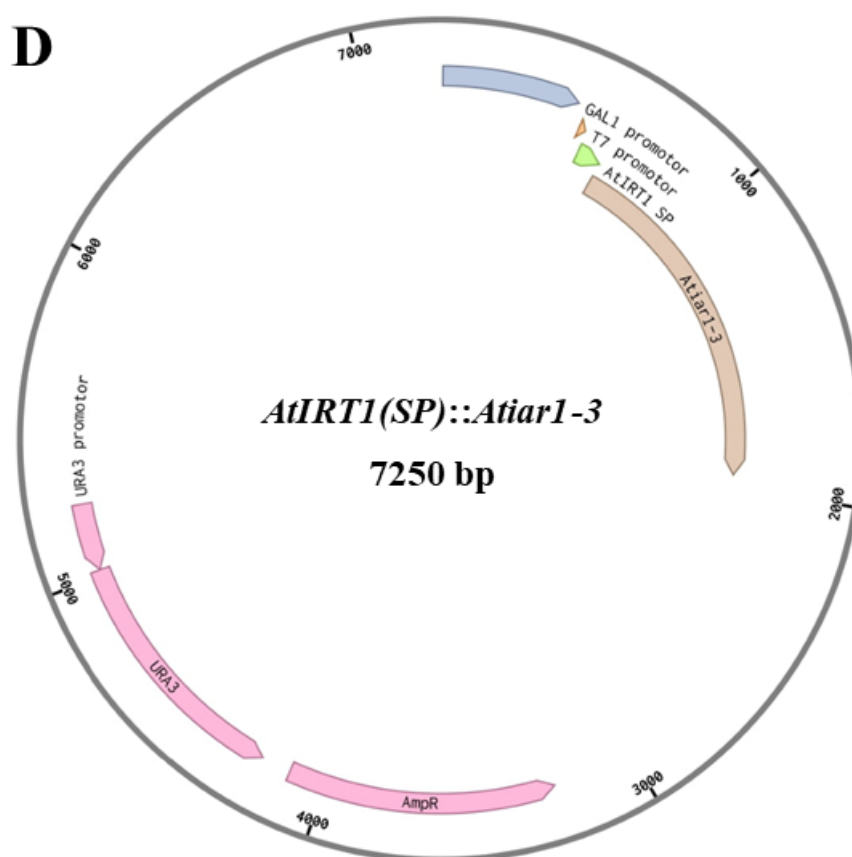 D
7000
GAL1 promotor
T7 promotor
AtIRT1 SP
1000
Atiar1-3
6000
AtIRT1(SP)::Atiar1-3
7250 bp
URA3 promotor
2000
5000
URA3
AmpR
3000
4000